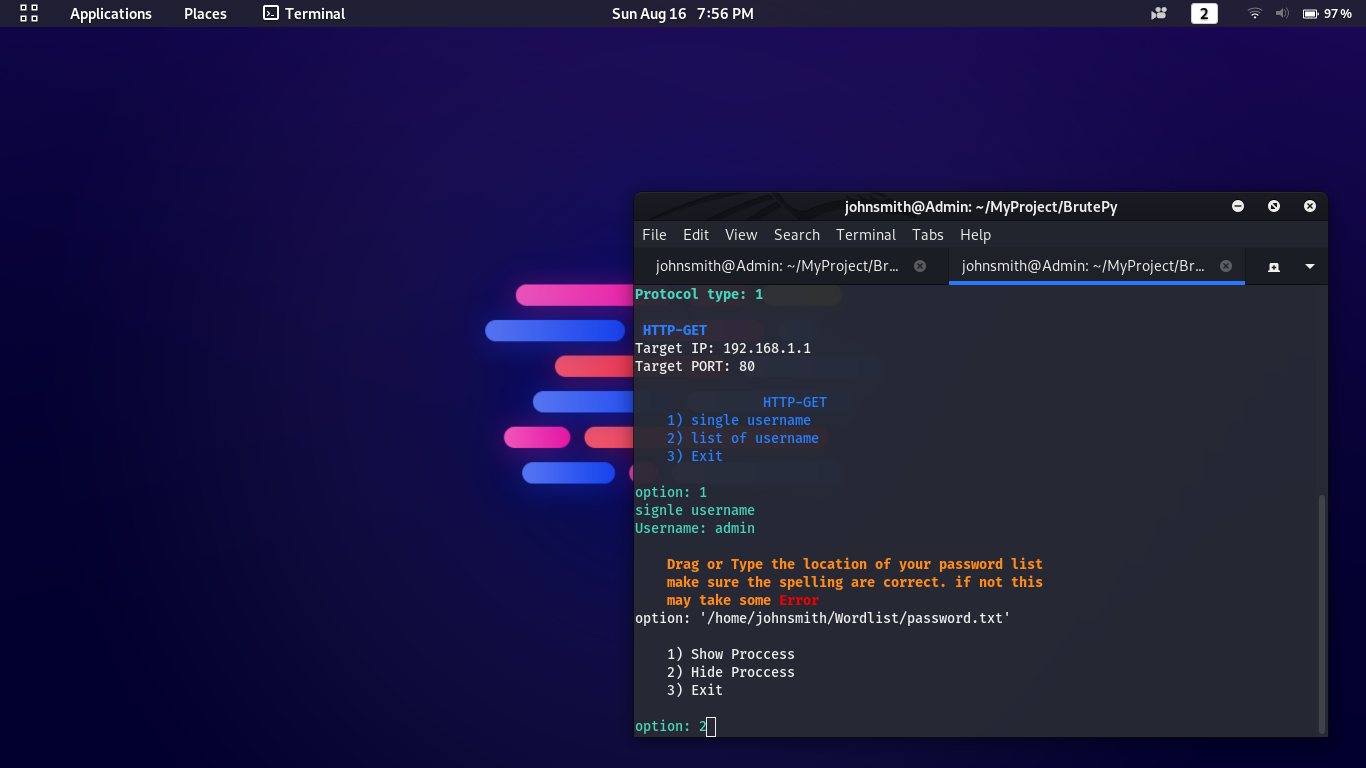 Applications Places Terminal Sun Aug 16 7:56 PM 2 97%
johnsmith@Admin: ~/MyProject/BrutePy
File Edit View Search Terminal Tabs Help
johnsmith@Admin: ~/MyProject/Br... johnsmith@Admin: ~/MyProject/Br...
Protocol type: 1
HTTP-GET
Target IP: 192.168.1.1
Target PORT: 80
HTTP-GET
1) single username
2) list of username
3) Exit
option: 1
signle username
Username: admin
Drag or Type the location of your password list
make sure the spelling are correct. if not this
may take some Error
option: '/home/johnsmith/Wordlist/password.txt'
1) Show Proccess
2) Hide Proccess
3) Exit
option: 2